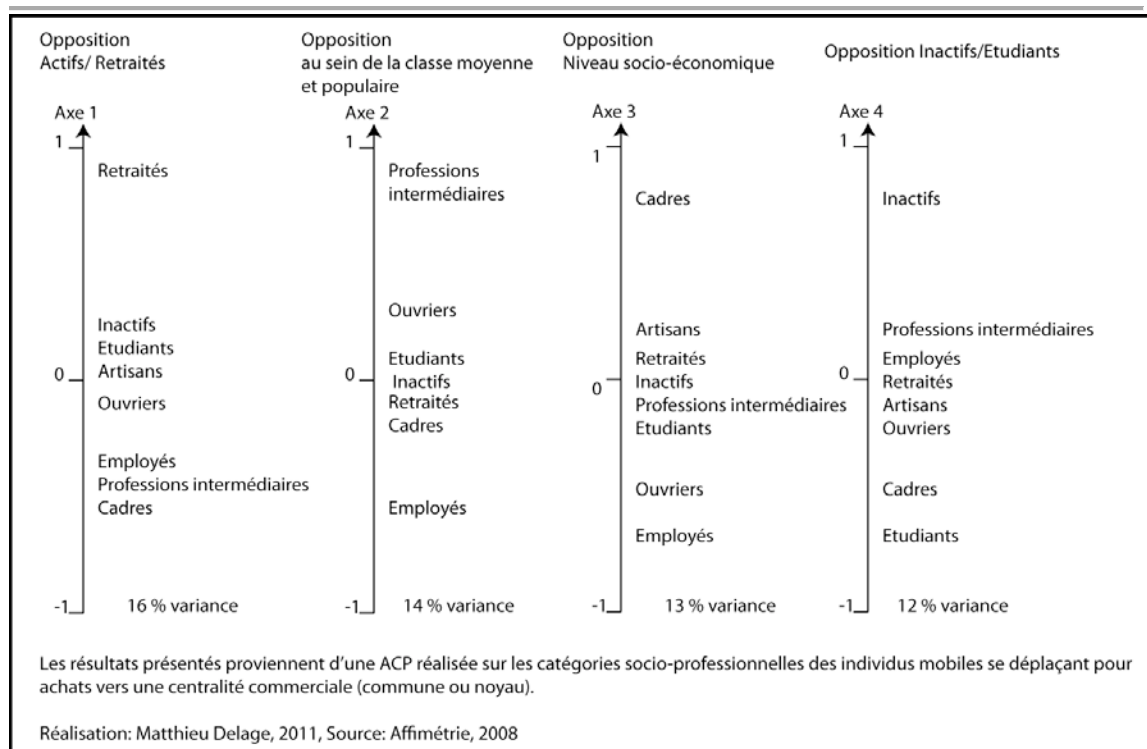 Opposition
Actifs/ Retraités
Axe 1
1
Retraités
Inactifs
Etudiants
Artisans
0
Ouvriers
Employés
Professions intermédiaires
Cadres
-1
16 % variance
Opposition
au sein de la classe moyenne
et populaire
Axe 2
1
Professions
intermédiaires
Ouvriers
Etudiants
0
Inactifs
Retraités
Cadres
Employés
-1
14 % variance
Opposition
Niveau socio-économique
Axe 3
1
Cadres
Artisans
Retraités
0
Inactifs
Professions intermédiaires
Etudiants
Ouvriers
Employés
-1
13 % variance
Opposition Inactifs/Etudiants
Axe 4
1
Inactifs
Professions intermédiaires
Employés
0
Retraités
Artisans
Ouvriers
Cadres
Etudiants
-1
12 % variance
Les résultats présentés proviennent d'une ACP réalisée sur les catégories socio-professionnelles des individus mobiles se déplaçant pour
achats vers une centralité commerciale (commune ou noyau).
Réalisation: Matthieu Delage, 2011, Source: Affimétrie, 2008